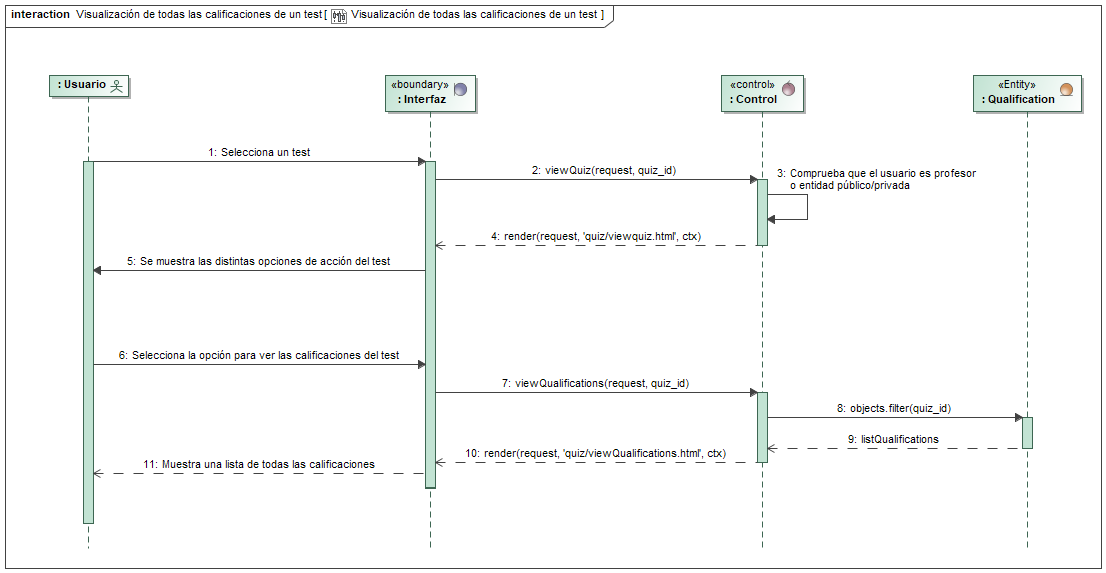 interaction Visualización de todas las calificaciones de un test [ Visualización de todas las calificaciones de un test ]
: Usuario
«boundary»
: Interfaz
«control»
: Control
«Entity»
: Qualification
1: Selecciona un test
2: viewQuiz(request, quiz_id)
3: Comprueba que el usuario es profesor
o entidad público/privada
4: render(request, 'quiz/viewquiz.html', ctx)
5: Se muestra las distintas opciones de acción del test
6: Selecciona la opción para ver las calificaciones del test
7: viewQualifications(request, quiz_id)
8: objects.filter(quiz_id)
9: listQualifications
10: render(request, 'quiz/viewQualifications.html', ctx)
11: Muestra una lista de todas las calificaciones